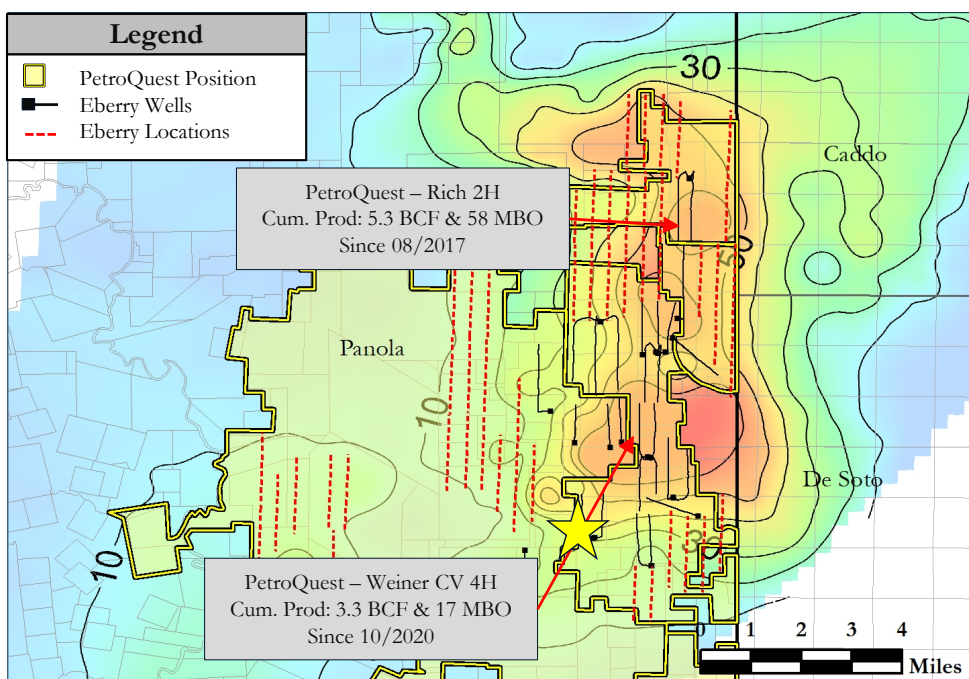 Legend
PetroQuest Position
Eberry Wells
Eberry Locations
30
Caddo
PetroQuest – Rich 2H
Cum. Prod: 5.3 BCF & 58 MBO
Since 08/2017
50
Panola
10
De Soto
30
10
PetroQuest – Weiner CV 4H
Cum. Prod: 3.3 BCF & 17 MBO
Since 10/2020
0 1 2 3 4
Miles